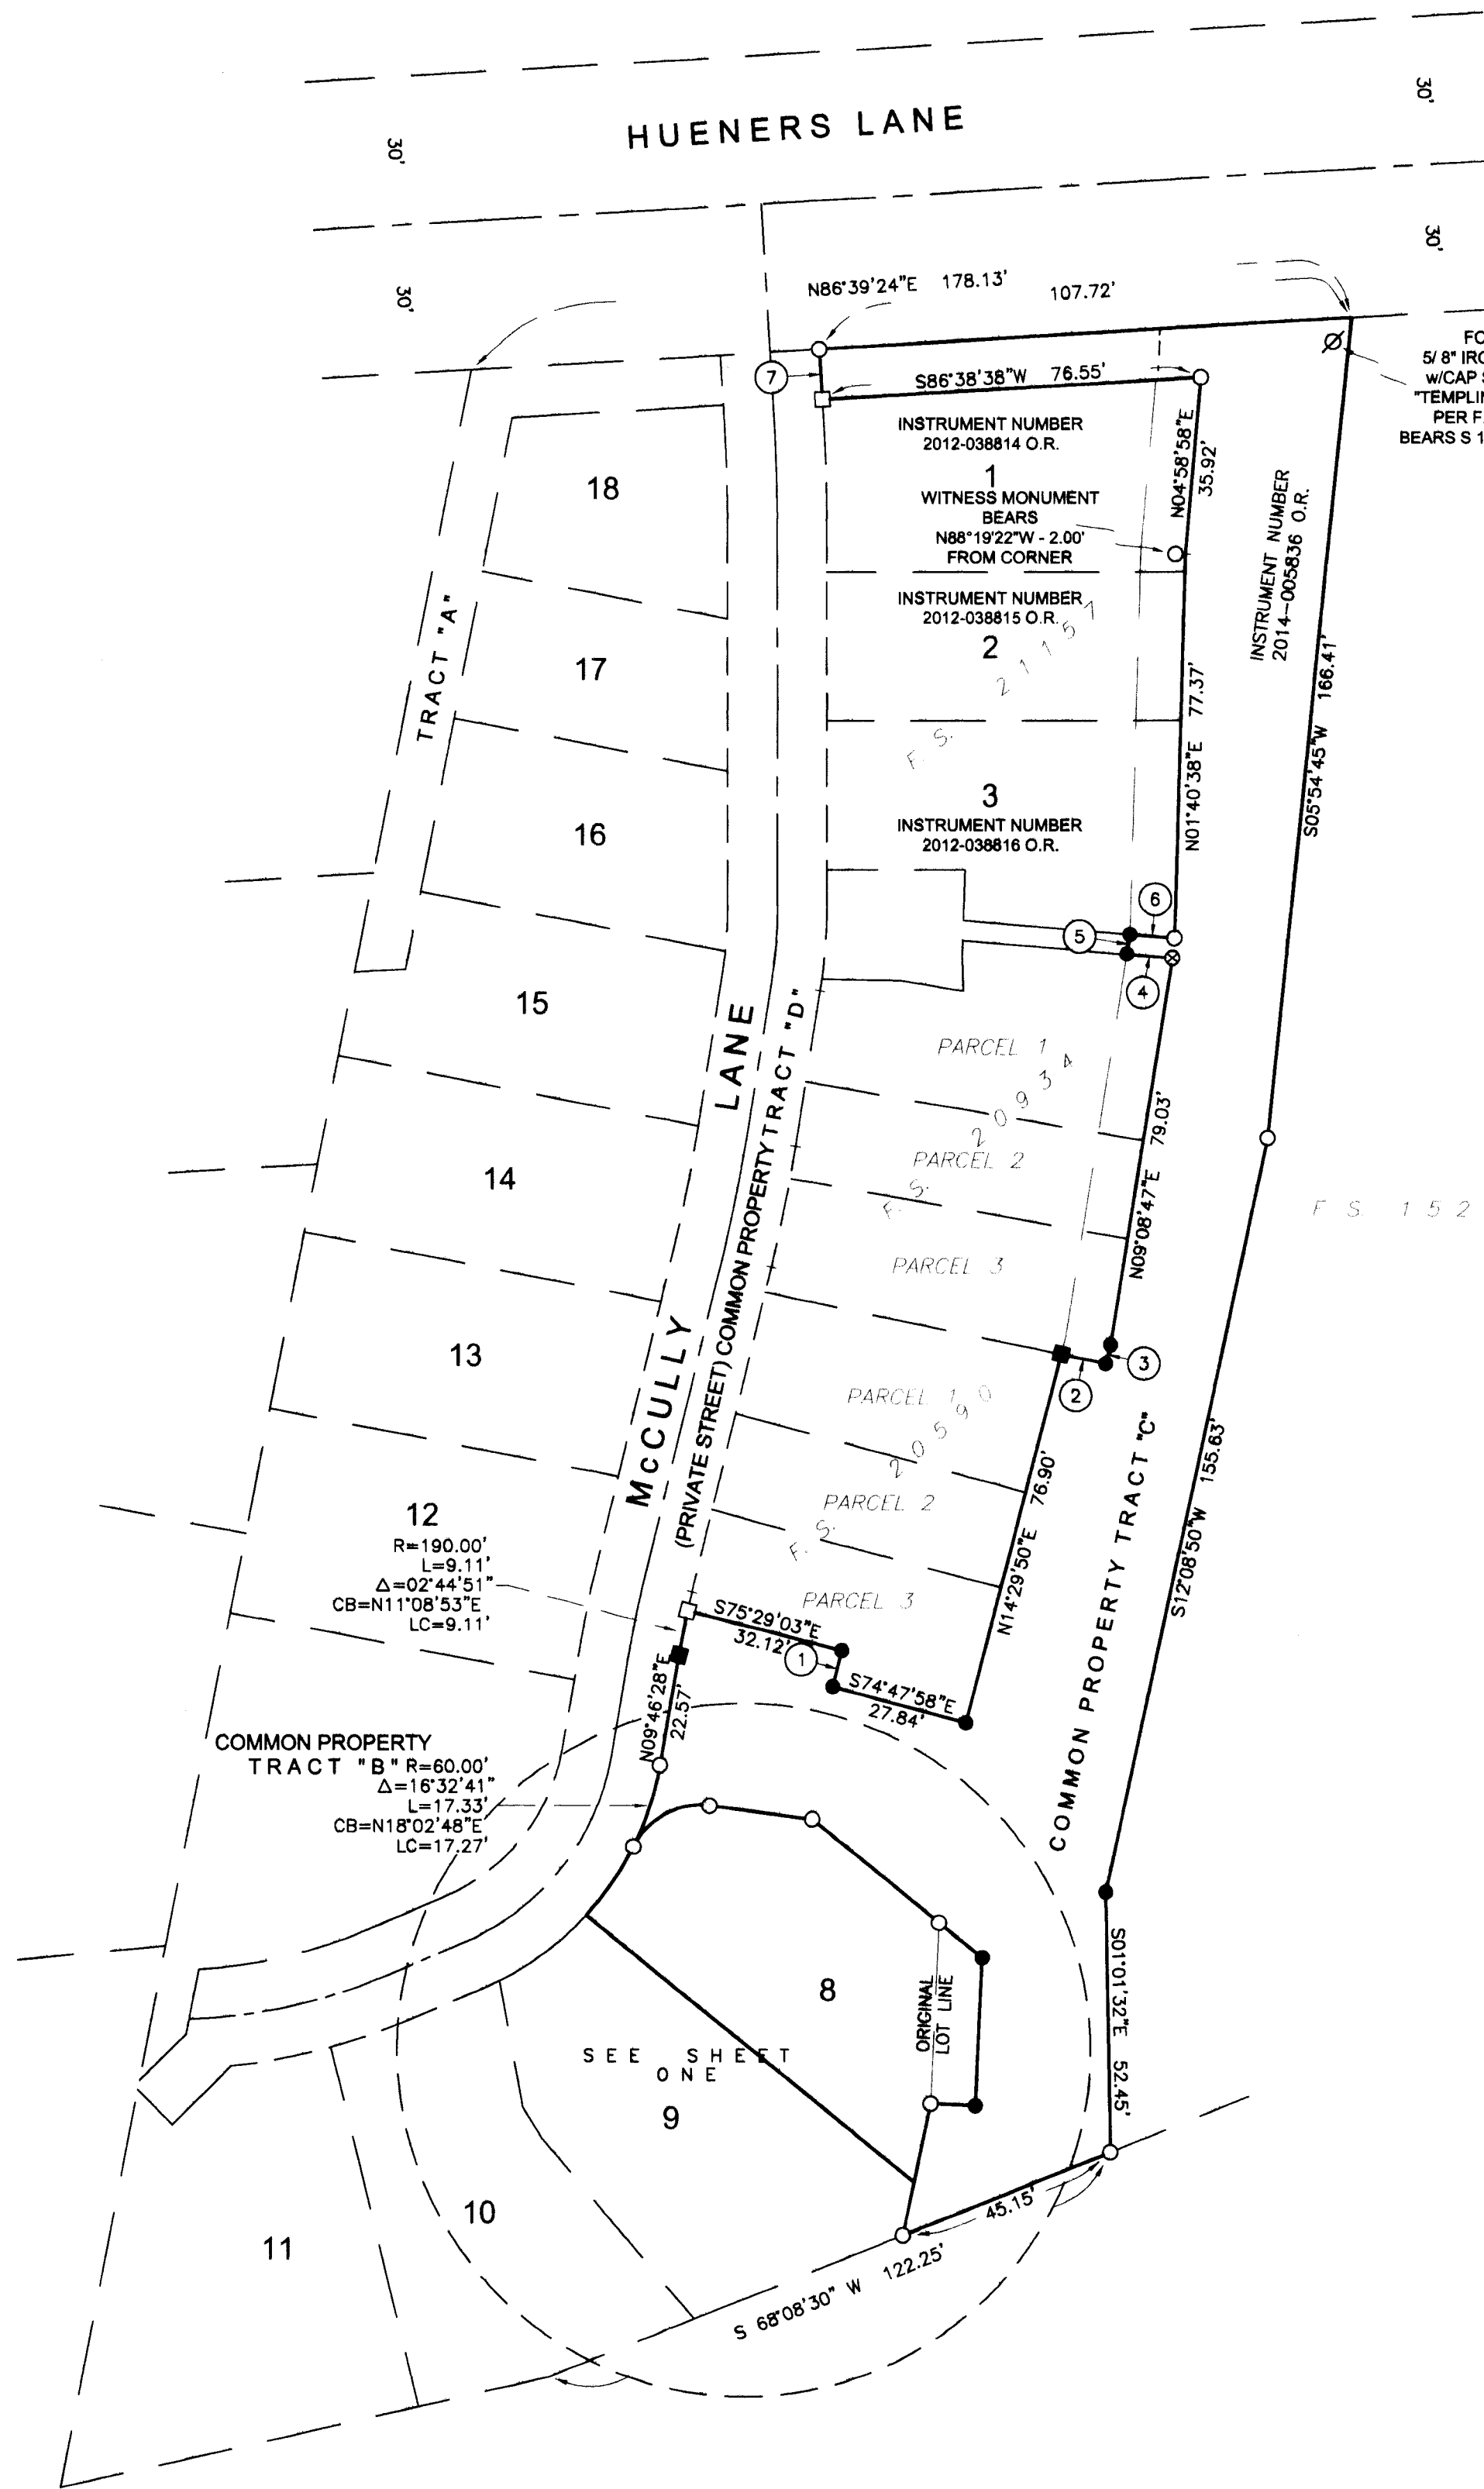 HUENERS LANE
30'
30'
30'
30'
N86°39'24"E 178.13'
107.72'
7
S86°38'38"W 76.55'
5/ 8"
w/CAP
BEARS S
INSTRUMENT NUMBER
2012-038814 O.R.
1
WITNESS MONUMENT
BEARS
N88°19'22"W - 2.00'
FROM CORNER
N04°58'58"E
35.92'
18
INSTRUMENT NUMBER
2014-005836 O.R.
S05°54'45"W 166.41'
TRACT "A"
INSTRUMENT NUMBER
2012-038815 O.R.
2
F. S. 21157
17
N01°40'38"E 77.37'
3
INSTRUMENT NUMBER
2012-038816 O.R.
16
6
5
4
15
PARCEL 1
F. S. 20934
PARCEL 2
PARCEL 3
N09°08'47"E 79.03'
F S. 152
14
McCULLY LANE
(PRIVATE STREET) COMMON PROPERTY TRACT "D"
13
3
2
PARCEL 1
F. S. 20590
PARCEL 2
PARCEL 3
N14°29'50"E 76.90'
COMMON PROPERTY TRACT "C"
S12°08'50"W 155.63'
12
R=190.00'
L=9.11'
Δ=02°44'51"
CB=N11°08'53"E
LC=9.11'
S75°29'03"E
32.12'
1
S74°47'58"E
27.84'
N09°46'28"E
22.57'
COMMON PROPERTY
TRACT "B" R=60.00'
Δ=16°32'41"
L=17.33'
CB=N18°02'48"E
LC=17.27'
8
ORIGINAL
LOT LINE
S01°01'32"E 52.45'
SEE SHEET
ONE
9
10
11
45.15'
S 68°08'30" W 122.25'